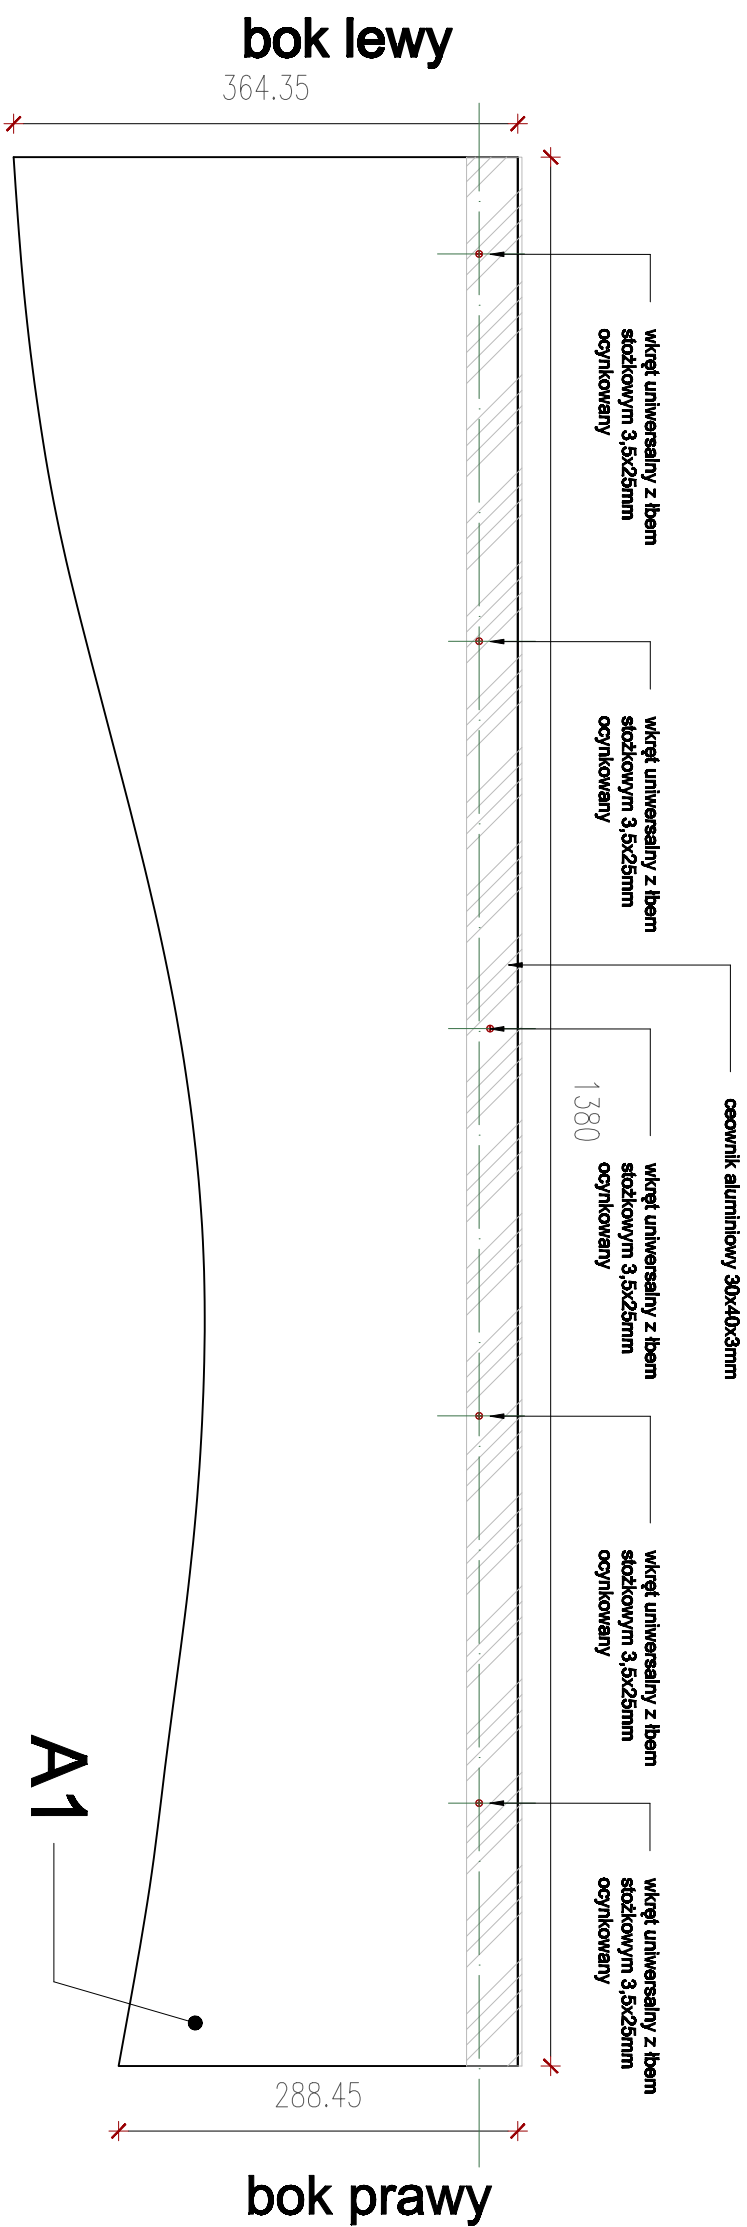 bok lewy
364.35
wkręt uniwersalny z łbem
stożkowym 3,5x25mm
ocynkowany
wkręt uniwersalny z łbem
stożkowym 3,5x25mm
ocynkowany
ceownik aluminiowy 30x40x3mm
1380
wkręt uniwersalny z łbem
stożkowym 3,5x25mm
ocynkowany
wkręt uniwersalny z łbem
stożkowym 3,5x25mm
ocynkowany
A1
wkręt uniwersalny z łbem
stożkowym 3,5x25mm
ocynkowany
288.45
bok prawy